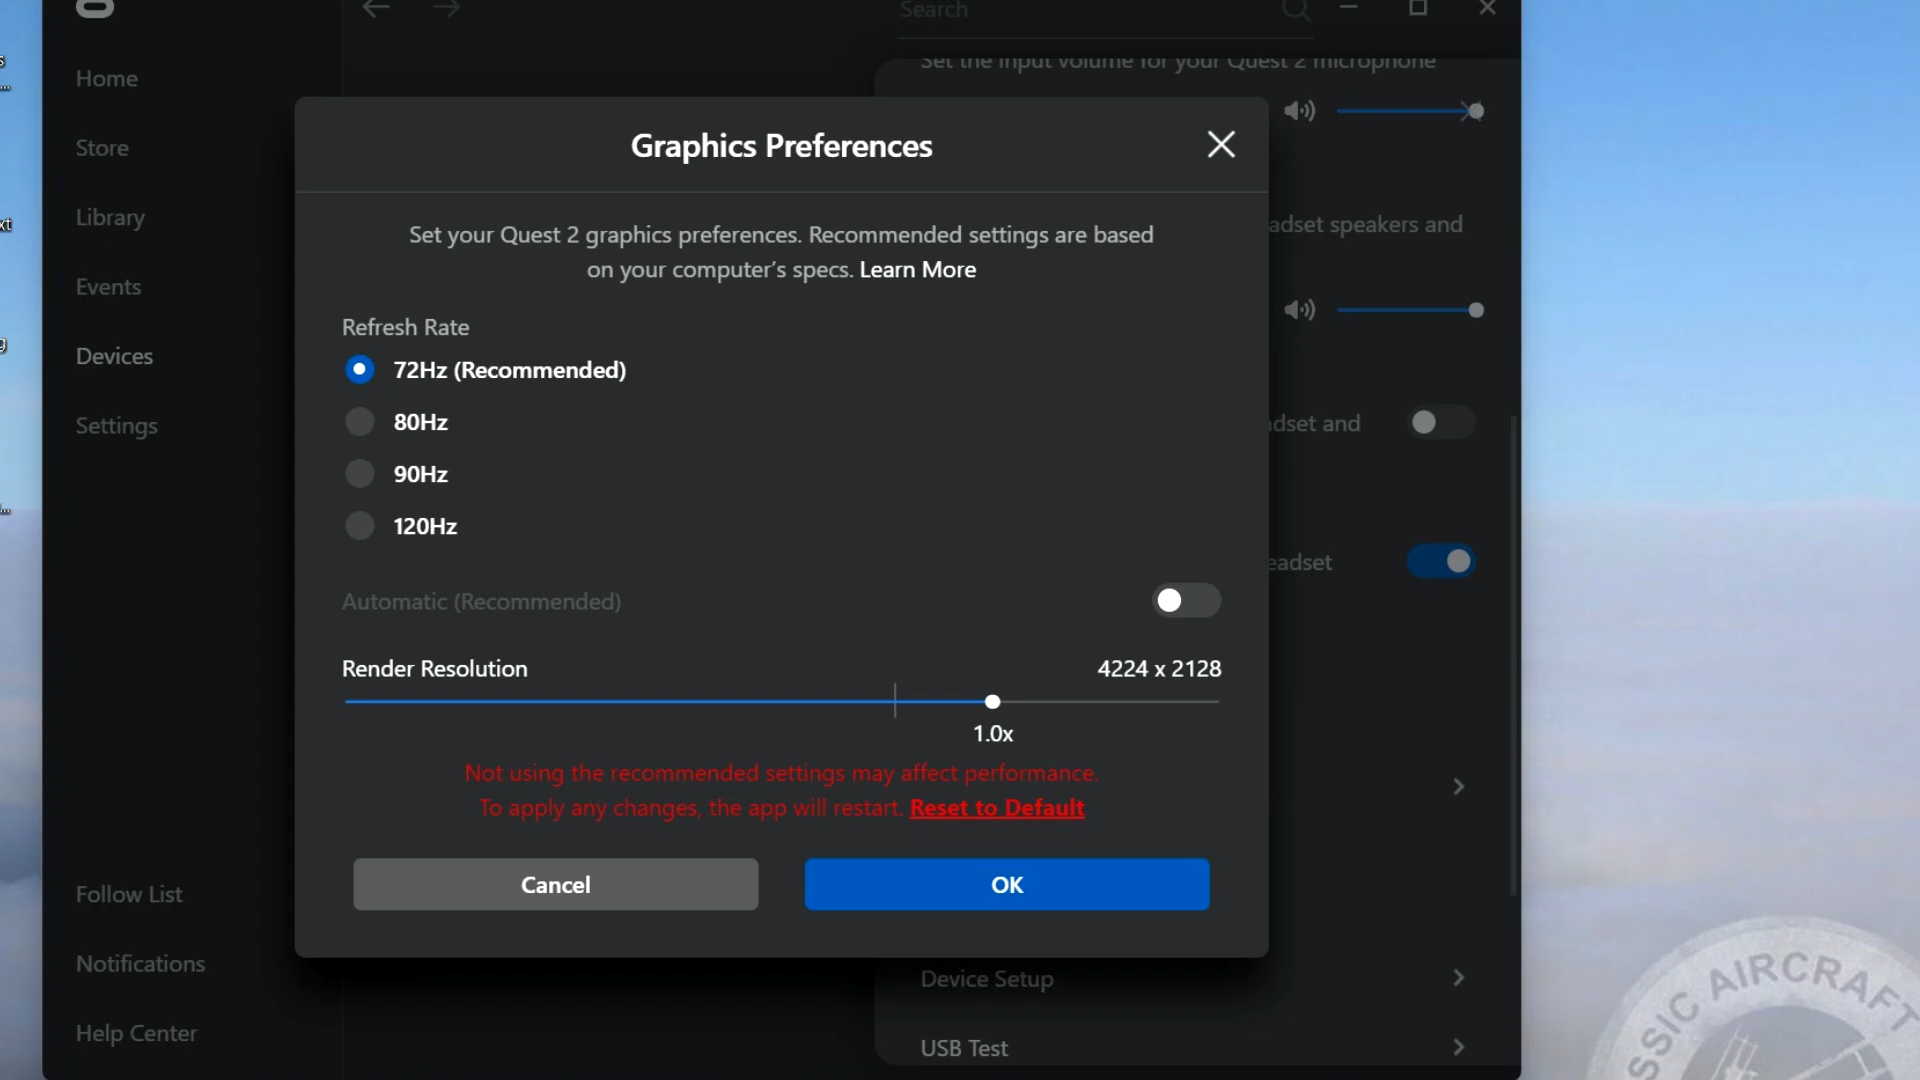 Search
Home
Store
Library
Events
Devices
Settings
Follow List
Notifications
Help Center
Set the input volume for your Quest 2 microphone
adset speakers and
dset and
eadset
Device Setup
USB Test
Graphics Preferences
Set your Quest 2 graphics preferences. Recommended settings are based
on your computer's specs. Learn More
Refresh Rate
72Hz (Recommended)
80Hz
90Hz
120Hz
Automatic (Recommended)
Render Resolution
4224 x 2128
1.0x
Not using the recommended settings may affect performance.
To apply any changes, the app will restart. Reset to Default
Cancel
OK
SSIC AIRCRAFT